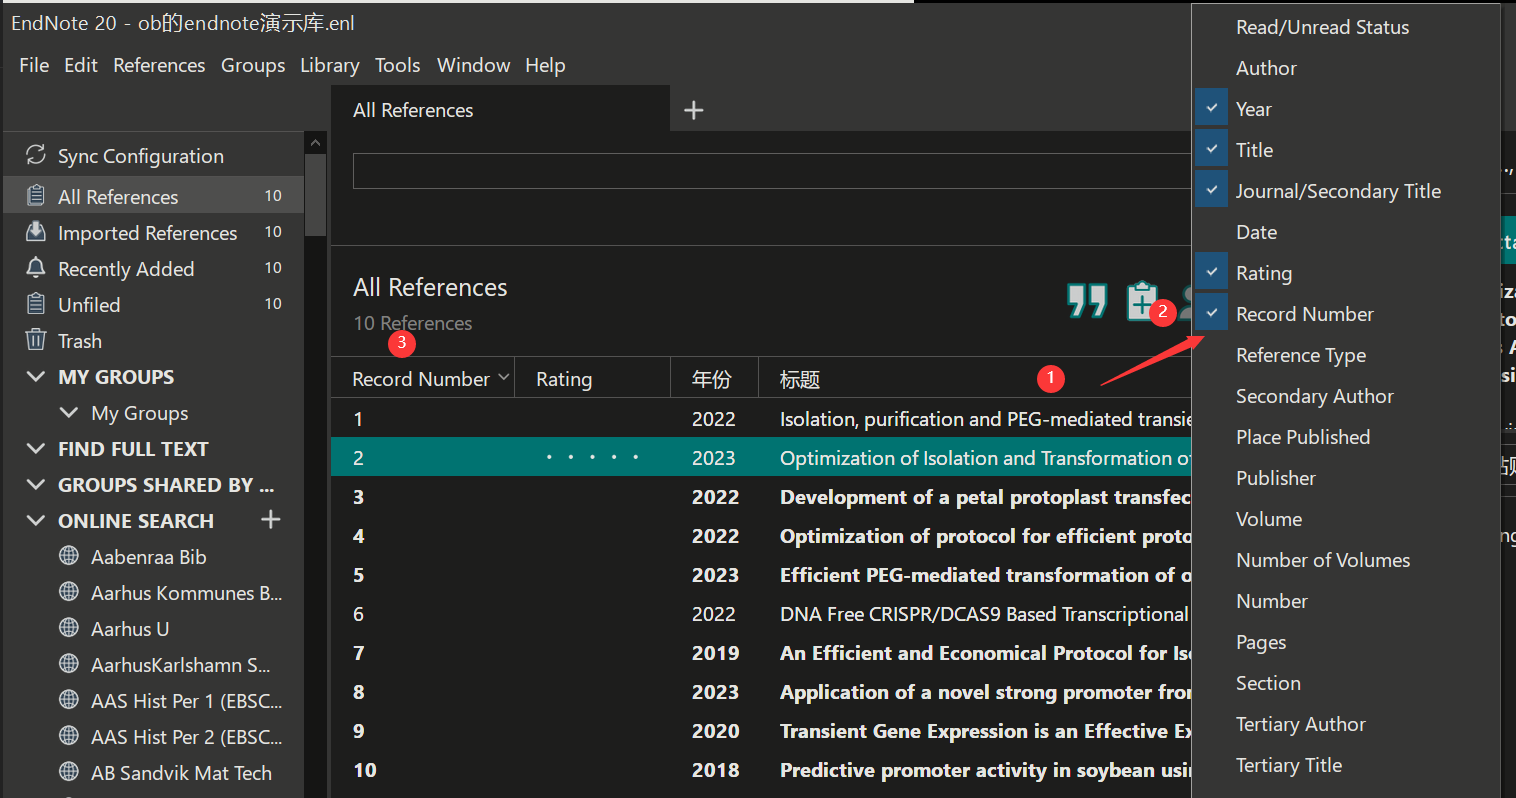 EndNote 20 - ob的endnote演示库.enl
File Edit References Groups Library Tools Window Help
All References
Sync Configuration
All References 10
Imported References 10
Recently Added 10
Unfiled 10
Trash
MY GROUPS
My Groups
FIND FULL TEXT
GROUPS SHARED BY ...
ONLINE SEARCH
Aabenraa Bib
Aarhus Kommunes B...
Aarhus U
AarhusKarlshamn S...
AAS Hist Per 1 (EBSC...
AAS Hist Per 2 (EBSC...
AB Sandvik Mat Tech
All References
10 References
3
2
1
Record Number Rating 年份 标题
1 2022 Isolation, purification and PEG-mediated transie
2 2023 Optimization of Isolation and Transformation o
3 2022 Development of a petal protoplast transfec
4 2022 Optimization of protocol for efficient proto
5 2023 Efficient PEG-mediated transformation of o
6 2022 DNA Free CRISPR/DCAS9 Based Transcriptional
7 2019 An Efficient and Economical Protocol for Iso
8 2023 Application of a novel strong promoter from
9 2020 Transient Gene Expression is an Effective Ex
10 2018 Predictive promoter activity in soybean usi
Read/Unread Status
Author
Year
Title
Journal/Secondary Title
Date
Rating
Record Number
Reference Type
Secondary Author
Place Published
Publisher
Volume
Number of Volumes
Number
Pages
Section
Tertiary Author
Tertiary Title